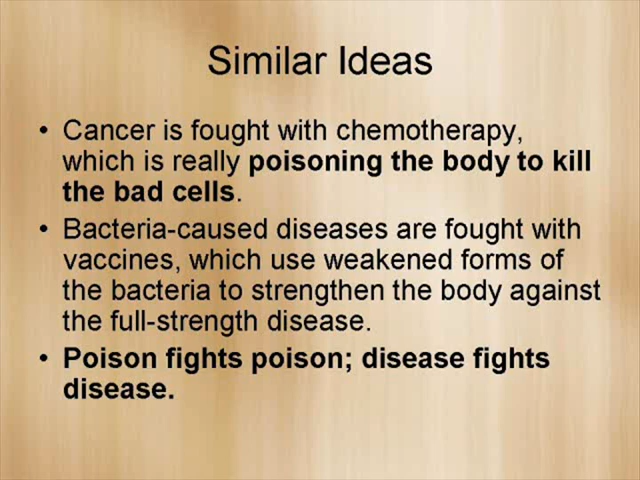 Similar Ideas
• Cancer is fought with chemotherapy,
which is really poisoning the body to kill
the bad cells.
• Bacteria-caused diseases are fought with
vaccines, which use weakened forms of
the bacteria to strengthen the body against
the full-strength disease.
• Poison fights poison; disease fights
disease.